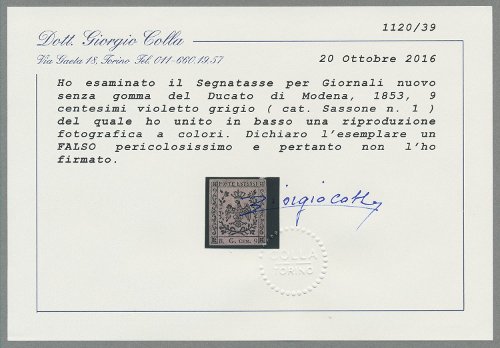 1120/39
Dott. Giorgio Colla
Via Gaeta 18, Torino Tel. 011-660.19.57
20 Ottobre 2016
Ho esaminato il Segnatasse per Giornali nuovo
senza gomma del Ducato di Modena, 1853, 9
centesimi violetto grigio ( cat. Sassone n. 1 )
del quale ho unito in basso una riproduzione
fotografica a colori. Dichiaro l'esemplare un
FALSO pericolosissimo e pertanto non l'ho
firmato.
POSTE ESTENSI
B. G. CEN. 9
Giorgio Colla
COLLA
TORINO